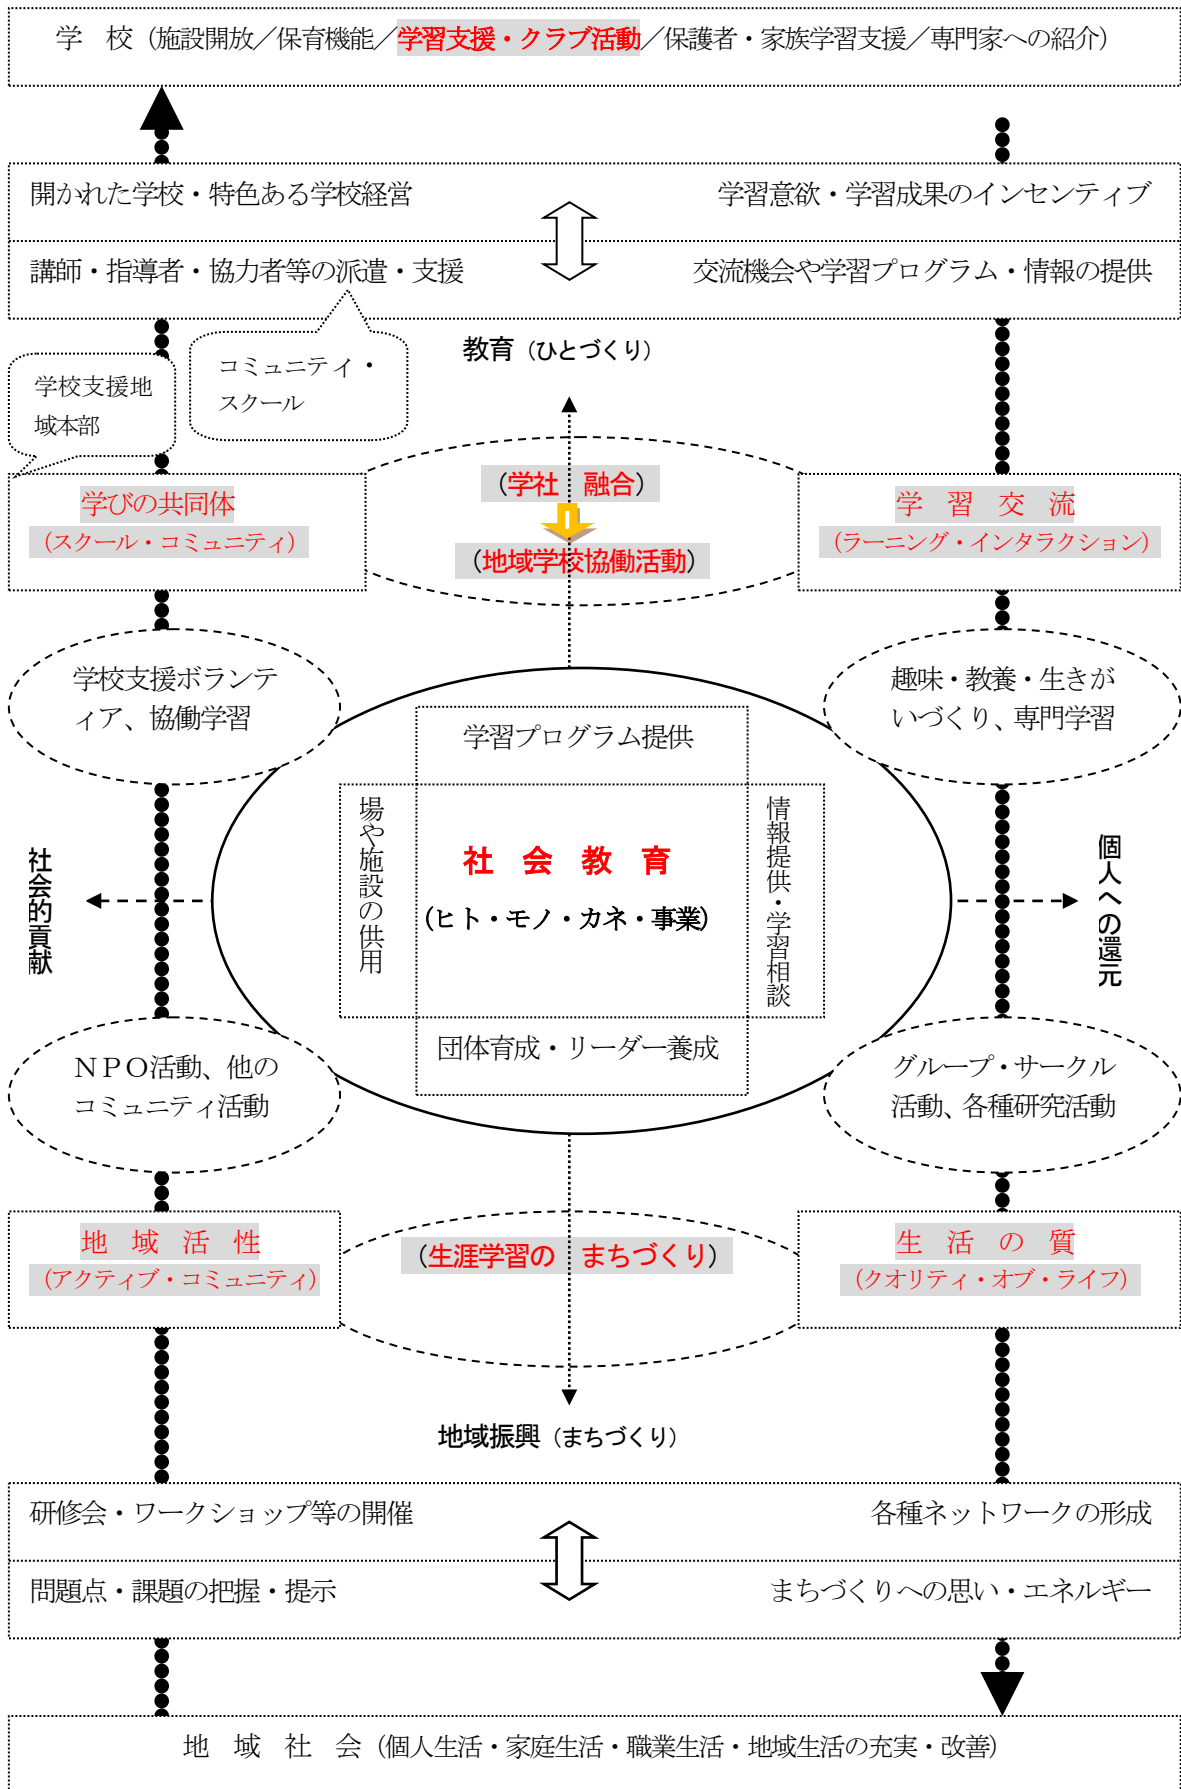 学　校（施設開放／保育機能／学習支援・クラブ活動／保護者・家族学習支援／専門家への紹介）
開かれた学校・特色ある学校経営
学習意欲・学習成果のインセンティブ
講師・指導者・協力者等の派遣・支援
交流機会や学習プログラム・情報の提供
教育（ひとづくり）
コミュニティ・
スクール
学校支援地
域本部
（学社　融合）
学びの共同体
（スクール・コミュニティ）
（地域学校協働活動）
学　習　交　流
（ラーニング・インタラクション）
学校支援ボランテ
ィア、協働学習
趣味・教養・生きが
いづくり、専門学習
学習プログラム提供
場や施設の供用
情報提供・学習相談
社　会　教　育
（ヒト・モノ・カネ・事業）
社会的貢献
個人への還元
団体育成・リーダー養成
ＮＰＯ活動、他の
コミュニティ活動
グループ・サークル
活動、各種研究活動
地　域　活　性
（アクティブ・コミュニティ）
（生涯学習の　まちづくり）
生　活　の　質
（クオリティ・オブ・ライフ）
地域振興（まちづくり）
研修会・ワークショップ等の開催
各種ネットワークの形成
問題点・課題の把握・提示
まちづくりへの思い・エネルギー
地　域　社　会（個人生活・家庭生活・職業生活・地域生活の充実・改善）